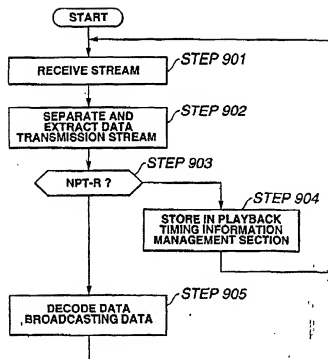 START
STEP 901
RECEIVE STREAM
STEP 902
SEPARATE AND
EXTRACT DATA
TRANSMISSION STREAM
STEP 903
NPT-R ?
STEP 904
STORE IN PLAYBACK
TIMING INFORMATION
MANAGEMENT SECTION
STEP 905
DECODE DATA
BROADCASTING DATA